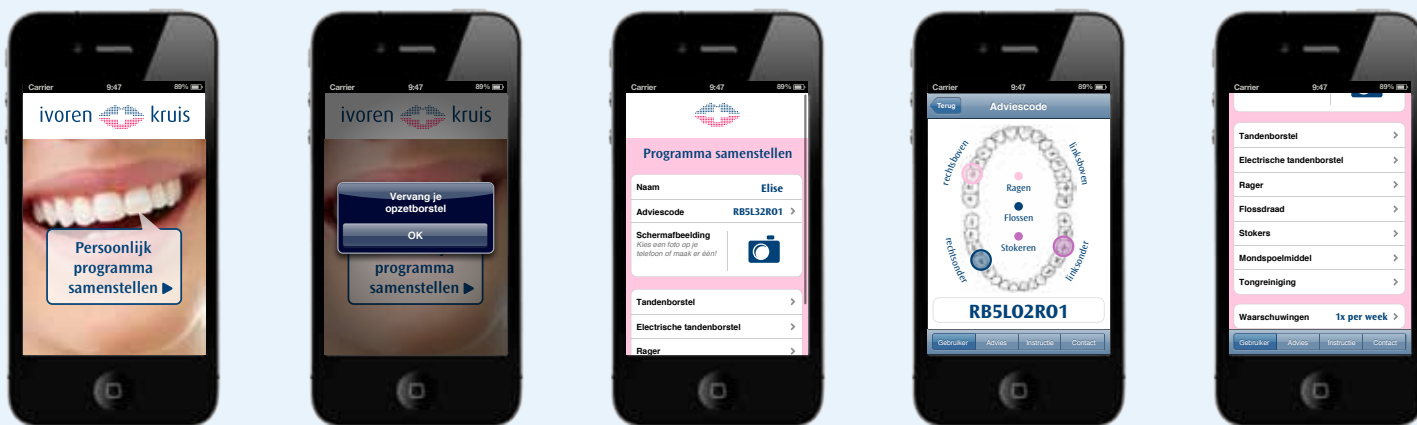 Carrier 9:47 89%
ivoren kruis
Persoonlijk
programma
samenstellen
Carrier 9:47 89%
ivoren kruis
Vervang je
opzetborstel
OK
programma
samenstellen
Carrier 9:47 89%
Programma samenstellen
Naam Elise
Adviescode RB5L32RO1
Schermafbeelding
Kies een foto op je
telefoon of maak er één!
Tandenborstel
Electrische tandenborstel
Rager
Carrier 9:47 89%
Terug Adviescode
rechtsboven linksboven
Ragen
Flossen
Stokeren
rechtsonder linksonder
RB5LO2RO1
Gebruiker Advies Instructie Contact
Carrier 9:47 89%
Tandenborstel
Electrische tandenborstel
Rager
Flossdraad
Stokers
Mondspoelmiddel
Tongreiniging
Waarschuwingen 1x per week
Gebruiker Advies Instructie Contact